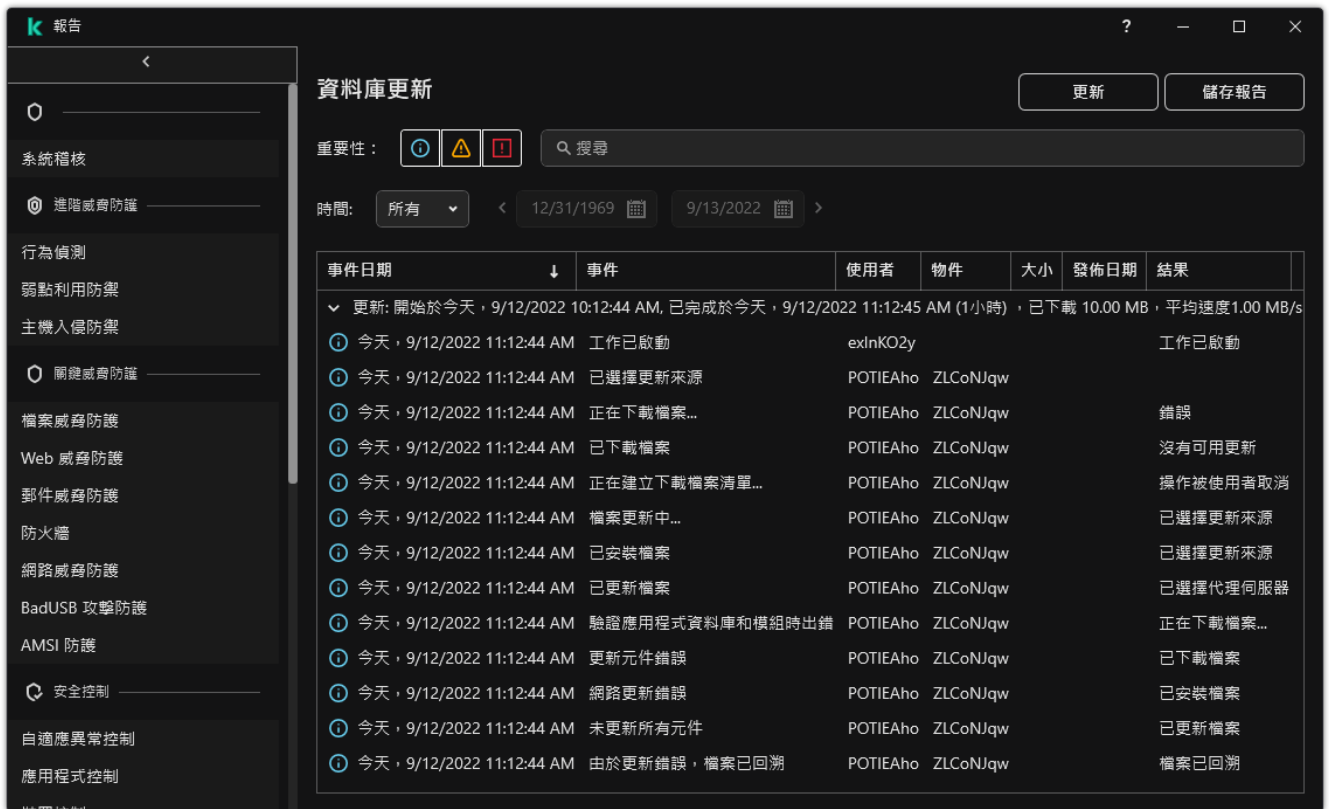 報告
?
資料庫更新
更新
儲存報告
重要性：
搜尋
時間:
所有
12/31/1969
9/13/2022
系統稽核
進階威脅防護
行為偵測
弱點利用防禦
主機入侵防禦
關鍵威脅防護
檔案威脅防護
Web 威脅防護
郵件威脅防護
防火牆
網路威脅防護
BadUSB 攻擊防護
AMSI 防護
安全控制
自適應異常控制
應用程式控制
事件日期 ↓ 事件 使用者 物件 大小 發佈日期 結果
更新: 開始於今天，9/12/2022 10:12:44 AM, 已完成於今天，9/12/2022 11:12:45 AM (1小時) ，已下載 10.00 MB，平均速度1.00 MB/s
今天，9/12/2022 11:12:44 AM 工作已啟動 exInKO2y 工作已啟動
今天，9/12/2022 11:12:44 AM 已選擇更新來源 POTIEAho ZLCoNJqw
今天，9/12/2022 11:12:44 AM 正在下載檔案... POTIEAho ZLCoNJqw 錯誤
今天，9/12/2022 11:12:44 AM 已下載檔案 POTIEAho ZLCoNJqw 沒有可用更新
今天，9/12/2022 11:12:44 AM 正在建立下載檔案清單... POTIEAho ZLCoNJqw 操作被使用者取消
今天，9/12/2022 11:12:44 AM 檔案更新中... POTIEAho ZLCoNJqw 已選擇更新來源
今天，9/12/2022 11:12:44 AM 已安裝檔案 POTIEAho ZLCoNJqw 已選擇更新來源
今天，9/12/2022 11:12:44 AM 已更新檔案 POTIEAho ZLCoNJqw 已選擇代理伺服器
今天，9/12/2022 11:12:44 AM 驗證應用程式資料庫和模組時出錯 POTIEAho ZLCoNJqw 正在下載檔案...
今天，9/12/2022 11:12:44 AM 更新元件錯誤 POTIEAho ZLCoNJqw 已下載檔案
今天，9/12/2022 11:12:44 AM 網路更新錯誤 POTIEAho ZLCoNJqw 已安裝檔案
今天，9/12/2022 11:12:44 AM 未更新所有元件 POTIEAho ZLCoNJqw 已更新檔案
今天，9/12/2022 11:12:44 AM 由於更新錯誤，檔案已回溯 POTIEAho ZLCoNJqw 檔案已回溯